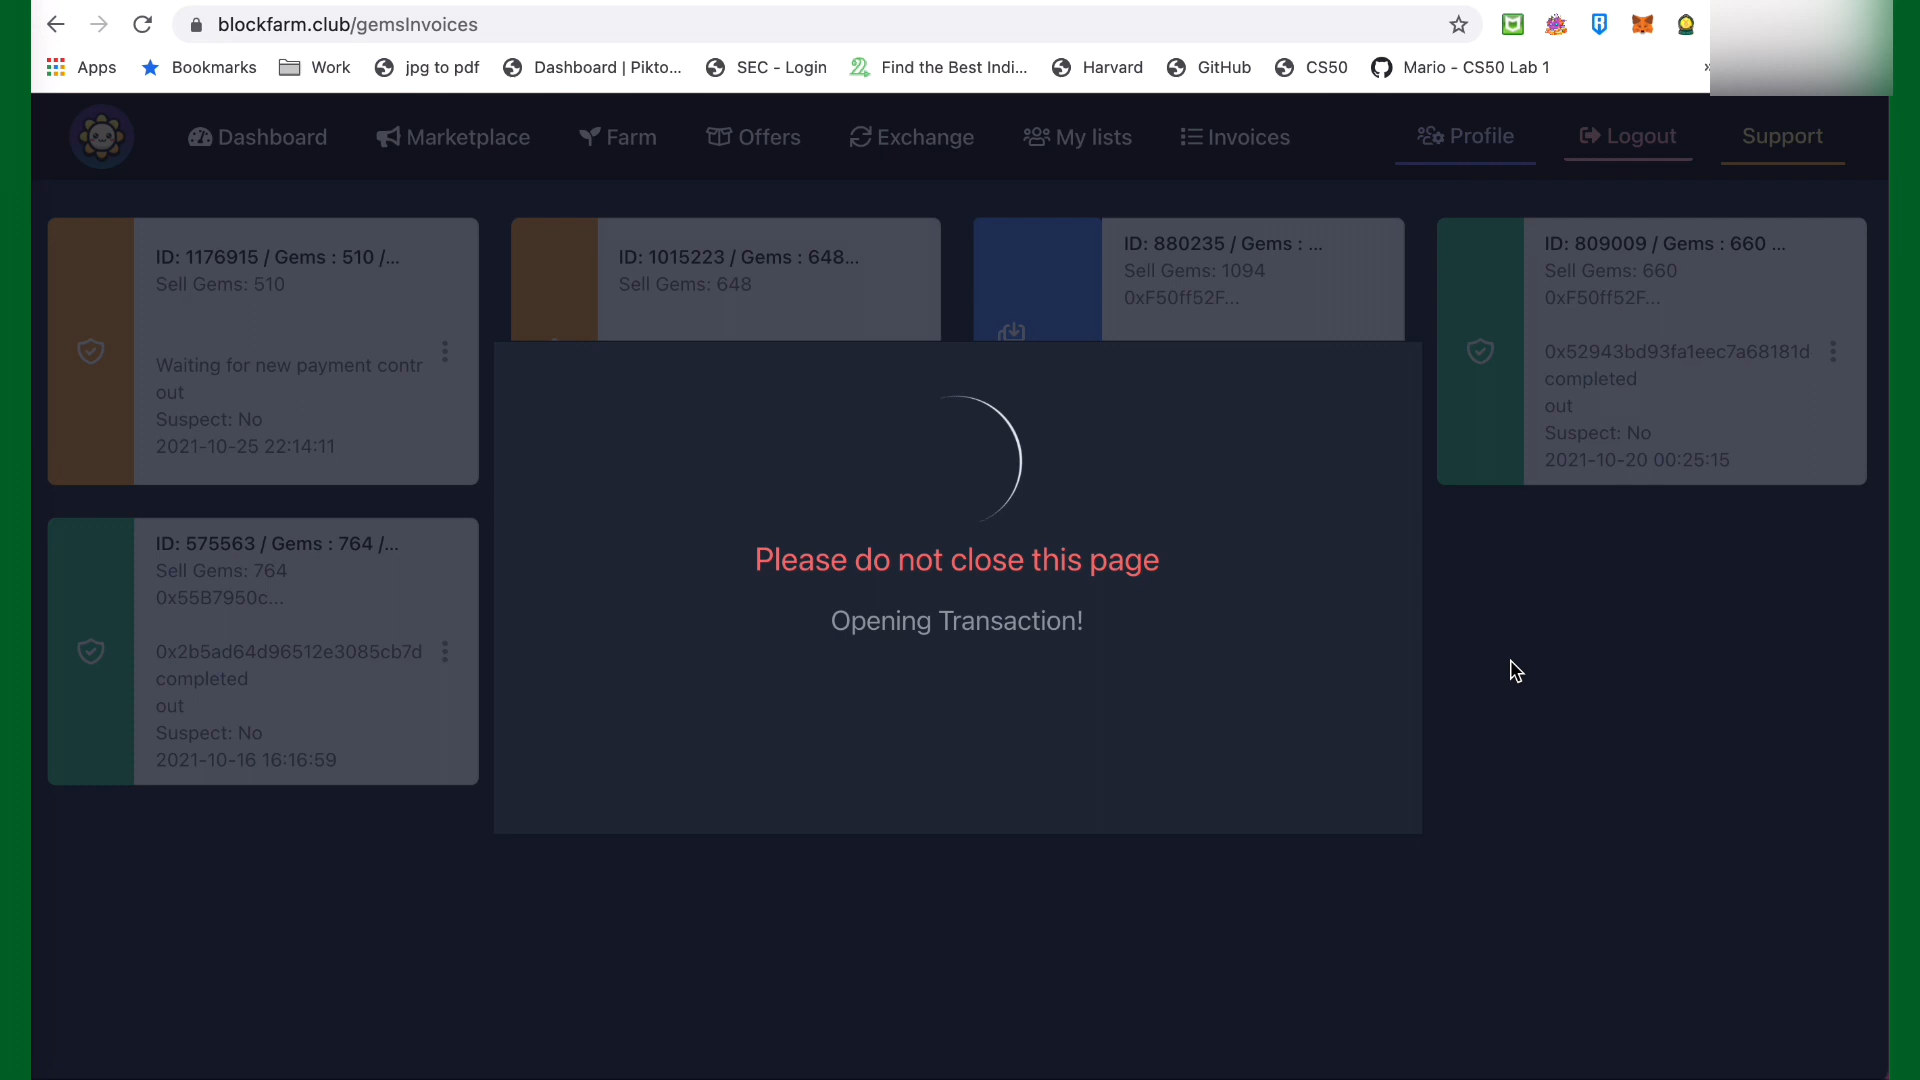 blockfarm.club/gemsInvoices
Apps
Bookmarks
Work
jpg to pdf
Dashboard | Pikto...
SEC - Login
Find the Best Indi...
Harvard
GitHub
CS50
Mario - CS50 Lab 1
»
Dashboard
Marketplace
Farm
Offers
Exchange
My lists
Invoices
Profile
Logout
Support
ID: 1176915 / Gems : 510 /...
Sell Gems: 510
Waiting for new payment contr
out
Suspect: No
2021-10-25 22:14:11
ID: 1015223 / Gems : 648...
Sell Gems: 648
ID: 880235 / Gems : ...
Sell Gems: 1094
0xF50ff52F...
ID: 809009 / Gems : 660 ...
Sell Gems: 660
0xF50ff52F...
0x52943bd93fa1eec7a68181d
completed
out
Suspect: No
2021-10-20 00:25:15
ID: 575563 / Gems : 764 /...
Sell Gems: 764
0x55B7950c...
0x2b5ad64d96512e3085cb7d
completed
out
Suspect: No
2021-10-16 16:16:59
Please do not close this page
Opening Transaction!